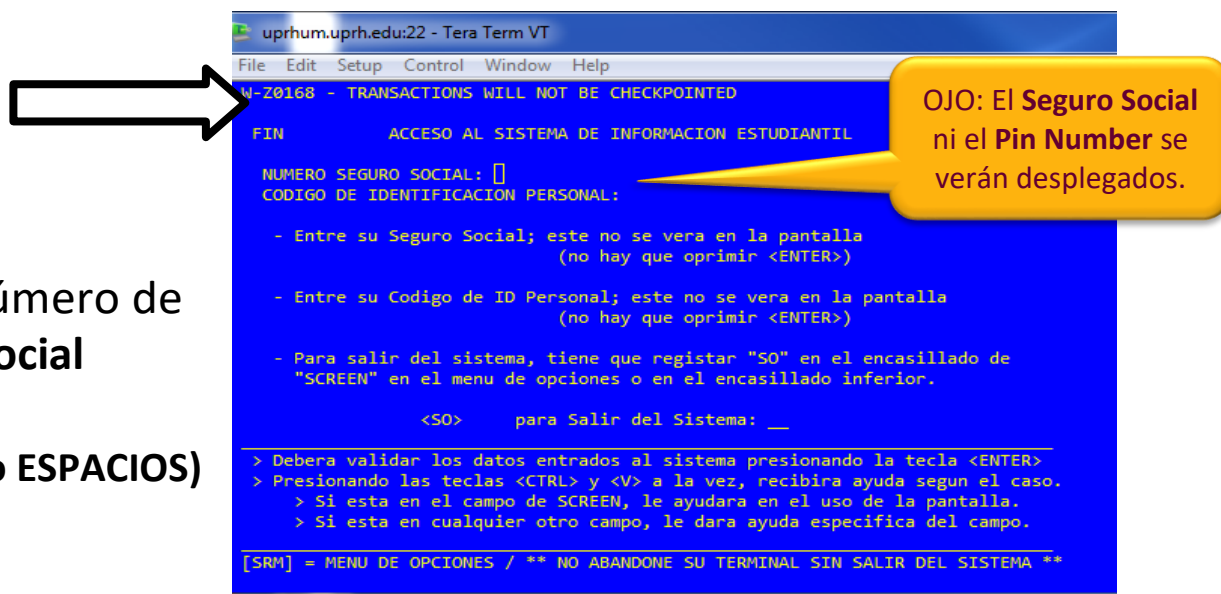 uprhum.uprh.edu:22 - Tera Term VT
File Edit Setup Control Window Help
W-Z0168 - TRANSACTIONS WILL NOT BE CHECKPOINTED
FIN ACCESO AL SISTEMA DE INFORMACION ESTUDIANTIL
NUMERO SEGURO SOCIAL:
CODIGO DE IDENTIFICACION PERSONAL:
- Entre su Seguro Social; este no se vera en la pantalla
(no hay que oprimir <ENTER>)
- Entre su Codigo de ID Personal; este no se vera en la pantalla
(no hay que oprimir <ENTER>)
- Para salir del sistema, tiene que registrar "SO" en el encasillado de
"SCREEN" en el menu de opciones o en el encasillado inferior.
<SO> para Salir del Sistema: __
> Debera validar los datos entrados al sistema presionando la tecla <ENTER>
> Presionando las teclas <CTRL> y <V> a la vez, recibira ayuda segun el caso.
> Si esta en el campo de SCREEN, le ayudara en el uso de la pantalla.
> Si esta en cualquier otro campo, le dara ayuda especifica del campo.
[SRM] = MENU DE OPCIONES / ** NO ABANDONE SU TERMINAL SIN SALIR DEL SISTEMA **
OJO: El Seguro Social
ni el Pin Number se
verán desplegados.
úmero de
ocial
o ESPACIOS)